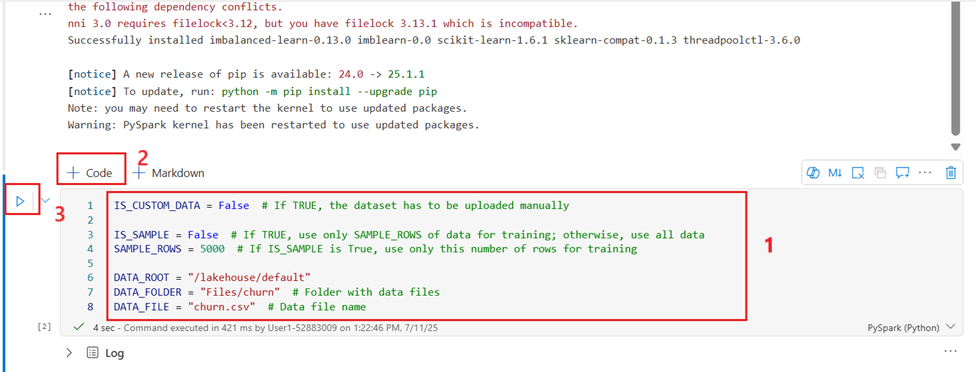 the following dependency conflicts.
nni 3.0 requires filelock<3.12, but you have filelock 3.13.1 which is incompatible.
Successfully installed imbalanced-learn-0.13.0 imblearn-0.0 scikit-learn-1.6.1 sklearn-compat-0.1.3 threadpoolctl-3.6.0
[notice] A new release of pip is available: 24.0 -> 25.1.1
[notice] To update, run: python -m pip install --upgrade pip
Note: you may need to restart the kernel to use updated packages.
Warning: PySpark kernel has been restarted to use updated packages.
+ Code 2 + Markdown M↓
3
1 IS_CUSTOM_DATA = False # If TRUE, the dataset has to be uploaded manually
2
3 IS_SAMPLE = False # If TRUE, use only SAMPLE_ROWS of data for training; otherwise, use all data
4 SAMPLE_ROWS = 5000 # If IS_SAMPLE is True, use only this number of rows for training
1
5
6 DATA_ROOT = "/lakehouse/default"
7 DATA_FOLDER = "Files/churn" # Folder with data files
8 DATA_FILE = "churn.csv" # Data file name
[2] ✓ 4 sec - Command executed in 421 ms by User1-52883009 on 1:22:46 PM, 7/11/25 PySpark (Python)
Log